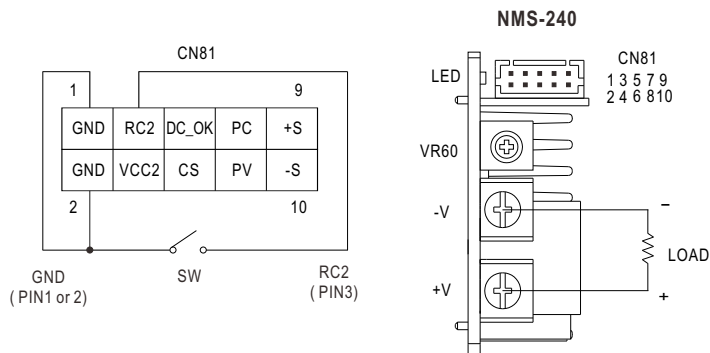 NMS-240
CN81
1 9
GND RC2 DC_OK PC +S
GND VCC2 CS PV -S
2 10
SW
GND
( PIN1 or 2)
RC2
( PIN3)
LED
CN81
1 3 5 7 9
2 4 6 8 10
VR60
-V
+V
−
LOAD
+